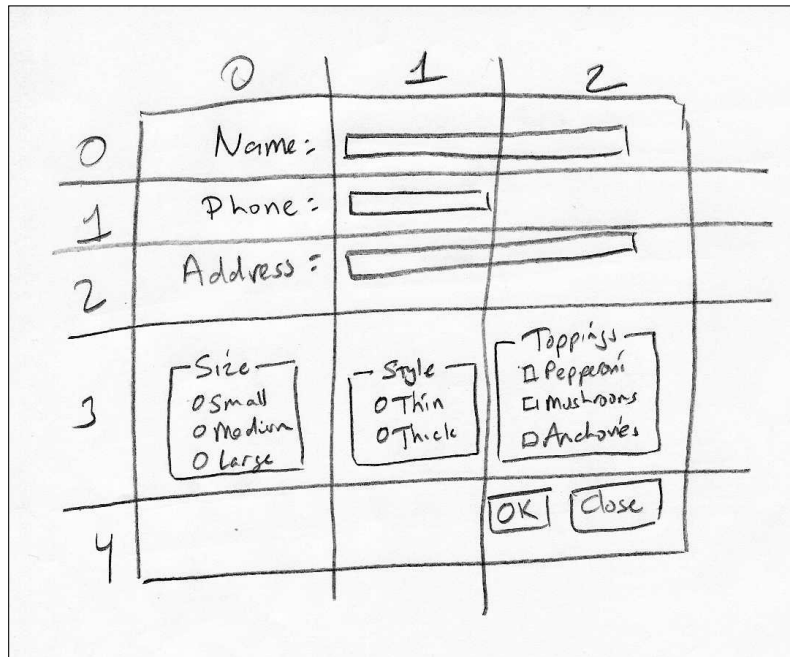 0 1 2
0 Name:
1 Phone:
2 Address:
3
Size
Small
Medium
Large
Style
Thin
Thick
Toppings
Pepperoni
Mushrooms
Anchovies
4 OK Close